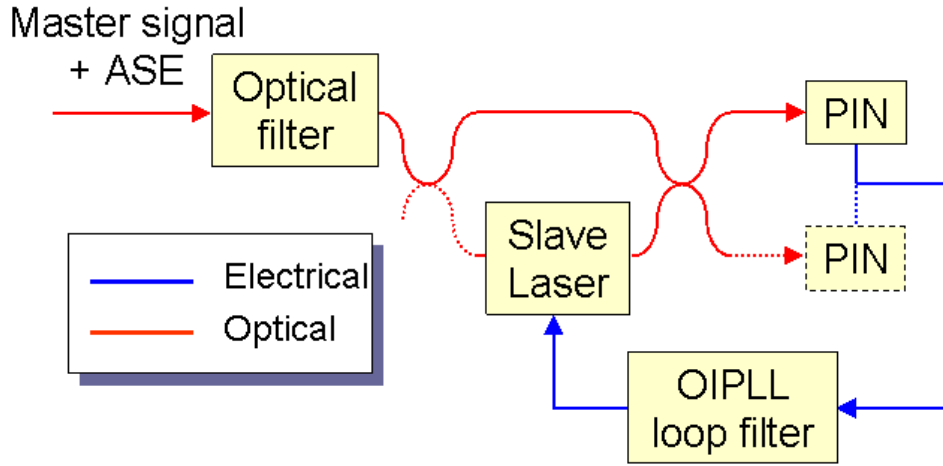 Master signal
+ ASE
Optical
filter
PIN
Slave
Laser
PIN
Electrical
Optical
OIPLL
loop filter